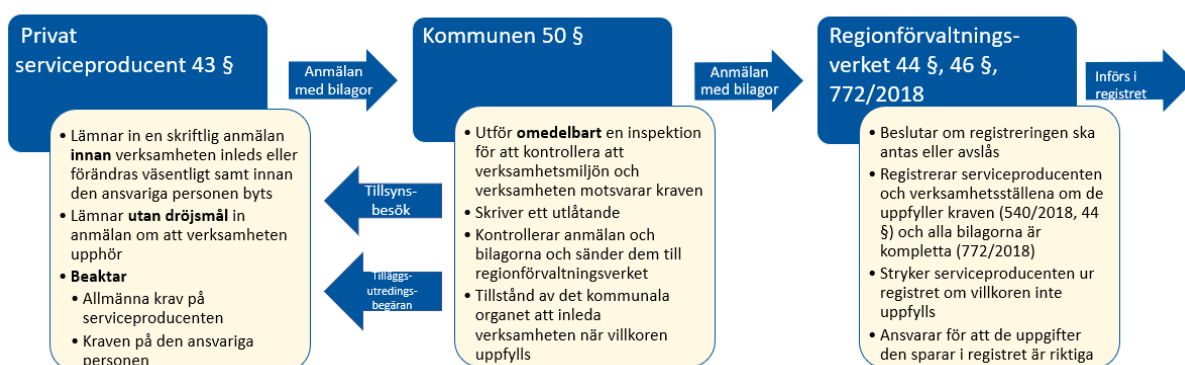 Privat
serviceproducent 43 §
Anmälan
med bilagor
Kommunen 50 §
Anmälan
med bilagor
Regionförvaltnings-
verket 44 §, 46 §,
772/2018
Införs i
registret
• Lämnar in en skriftlig anmälan
innan verksamheten inleds eller
förändras väsentligt samt innan
den ansvariga personen byts
• Lämnar utan dröjsmål in
anmälan om att verksamheten
upphör
• Beaktar
• Allmänna krav på
serviceproducenten
• Kraven på den ansvariga
personen
Tillsyns-
besök
Tilläggs-
utredings-
begäran
• Utför omedelbart en inspektion
för att kontrollera att
verksamhetsmiljön och
verksamheten motsvarar kraven
• Skriver ett utlåtande
• Kontrollerar anmälan och
bilagorna och sänder dem till
regionförvaltningsverket
• Tillstånd av det kommunala
organet att inleda
verksamheten när villkoren
uppfylls
• Beslutar om registreringen ska
antas eller avslås
• Registrerar serviceproducenten
och verksamhetsställena om de
uppfyller kraven (540/2018, 44
§) och alla bilagorna är
kompletta (772/2018)
• Stryker serviceproducenten ur
registret om villkoren inte
uppfylls
• Ansvarar för att de uppgifter
den sparar i registret är riktiga